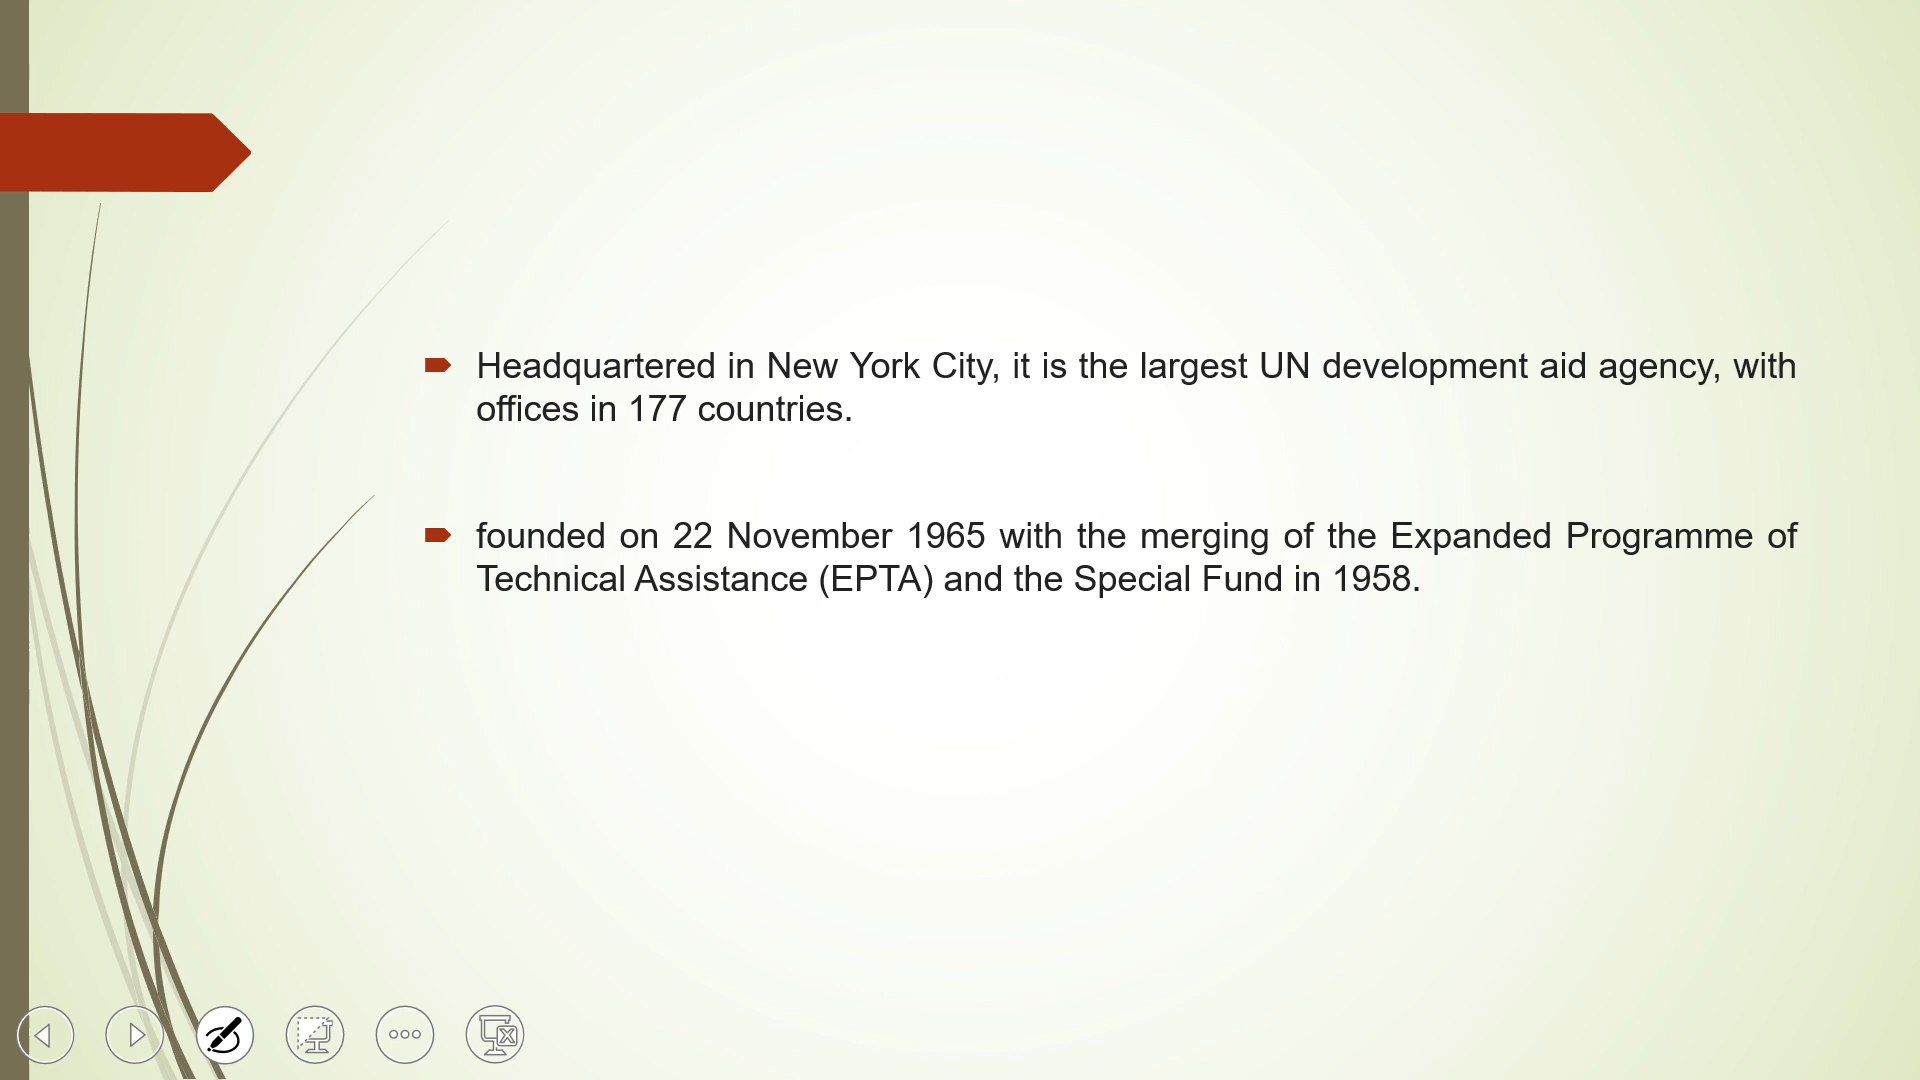 Headquartered in New York City, it is the largest UN development aid agency, with
offices in 177 countries.
founded on 22 November 1965 with the merging of the Expanded Programme of
Technical Assistance (EPTA) and the Special Fund in 1958.